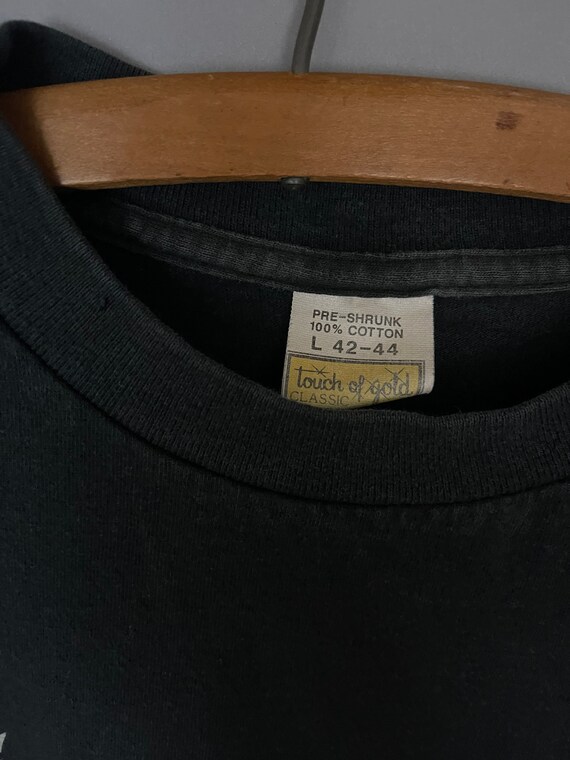 PRE-SHRUNK
100% COTTON
L 42-44
touch of gold
CLASSIC